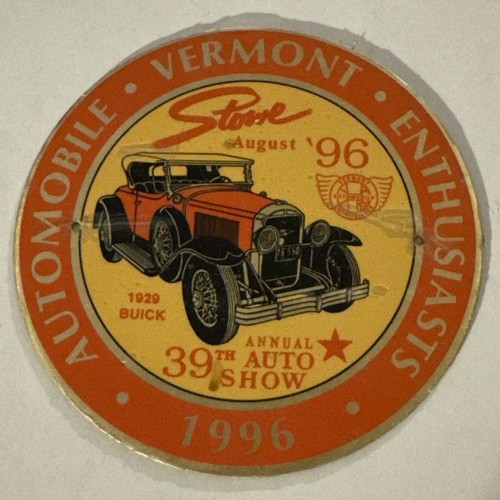 VERMONT
AUTOMOBILE • • ENTHUSIASTS
Stowe
August '96
1929
BUICK
39TH ANNUAL
AUTO
SHOW
• 1996 •